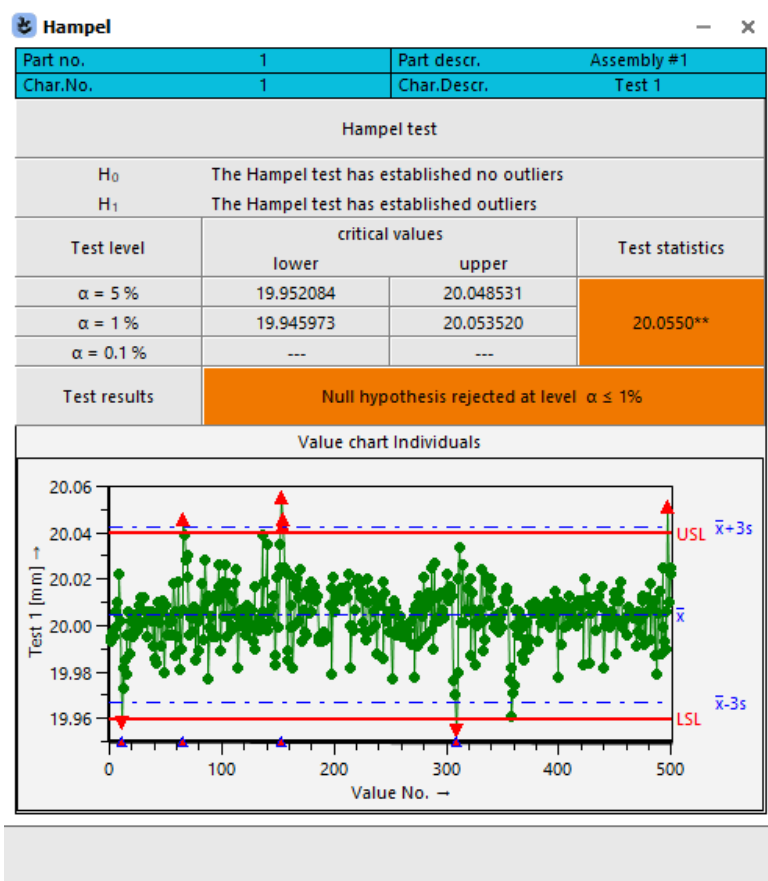 Hampel
Part no. 1 Part descr. Assembly #1
Char.No. 1 Char.Descr. Test 1
Hampel test
H₀ The Hampel test has established no outliers
H₁ The Hampel test has established outliers
Test level critical values Test statistics
lower upper
α = 5 % 19.952084 20.048531
α = 1 % 19.945973 20.053520 20.0550**
α = 0.1 % --- ---
Test results Null hypothesis rejected at level α ≤ 1%
Value chart Individuals
20.06
20.04
20.02
20.00
19.98
19.96
Test 1 [mm] →
USL x̅+3s
x̅
x̅-3s
LSL
0 100 200 300 400 500
Value No. →